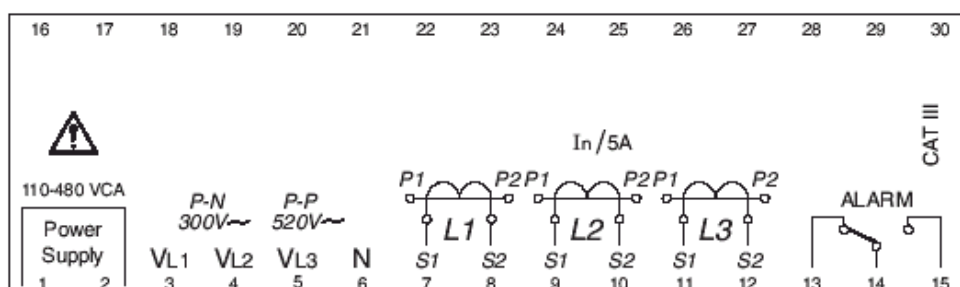 16 17 18 19 20 21 22 23 24 25 26 27 28 29 30
CAT III
In/5A
110-480 VCA
P-N
300V~
P-P
520V~
P1 P2 P1 P2 P1 P2
ALARM
Power
Supply
L1 L2 L3
VL1 VL2 VL3 N S1 S2 S1 S2 S1 S2
1 2 3 4 5 6 7 8 9 10 11 12 13 14 15